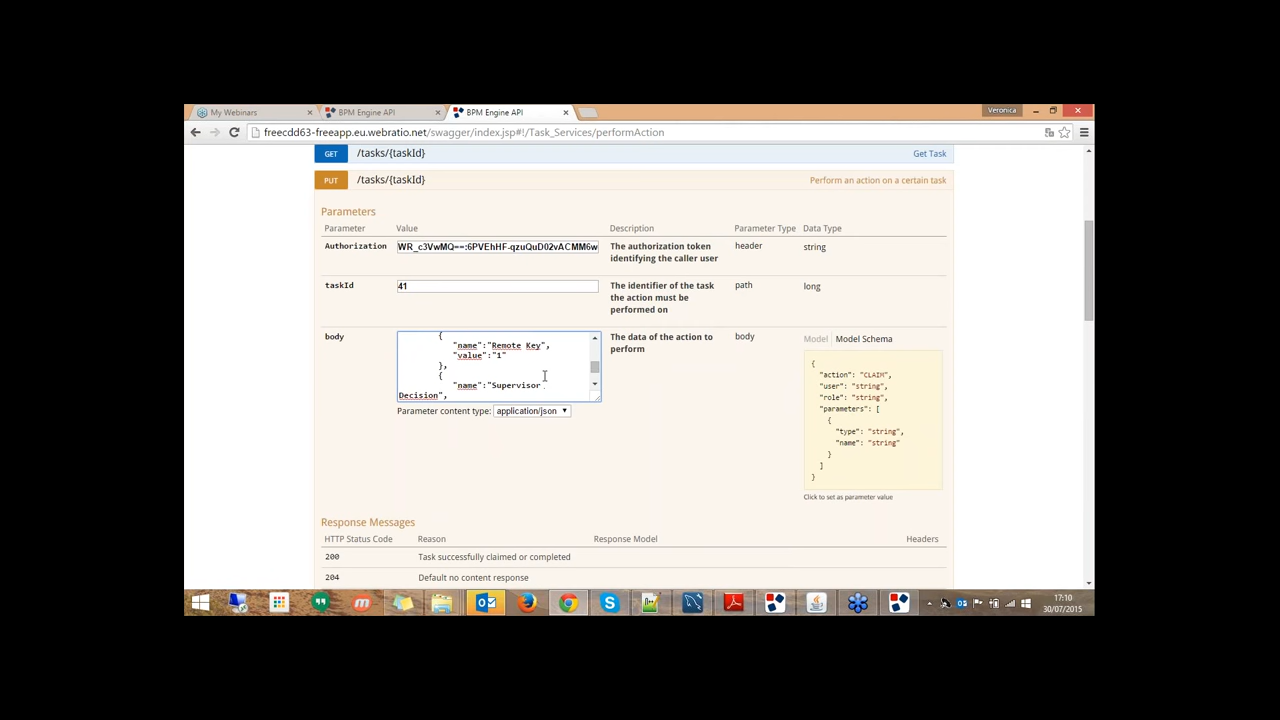 My Webinars
BPM Engine API
BPM Engine API
Veronica
freecdd63-freeapp.eu.webratio.net/swagger/index.jsp#!/Task_Services/performAction
GET /tasks/{taskId} Get Task
PUT /tasks/{taskId} Perform an action on a certain task
Parameters
Parameter Value Description Parameter Type Data Type
Authorization WR_c3VwMQ==:6PVEhHF-qzuQuD02vACMM6w The authorization token header string
identifying the caller user
taskId 41 The identifier of the task path long
the action must be
performed on
body The data of the action to body Model Model Schema
perform
{
"name":"Remote Key",
"value":"1"
},
{
"name":"Supervisor
Decision",
Parameter content type: application/json
{
"action": "CLAIM",
"user": "string",
"role": "string",
"parameters": [
{
"type": "string",
"name": "string"
}
]
}
Click to set as parameter value
Response Messages
HTTP Status Code Reason Response Model Headers
200 Task successfully claimed or completed
204 Default no content response
17:10
30/07/2015